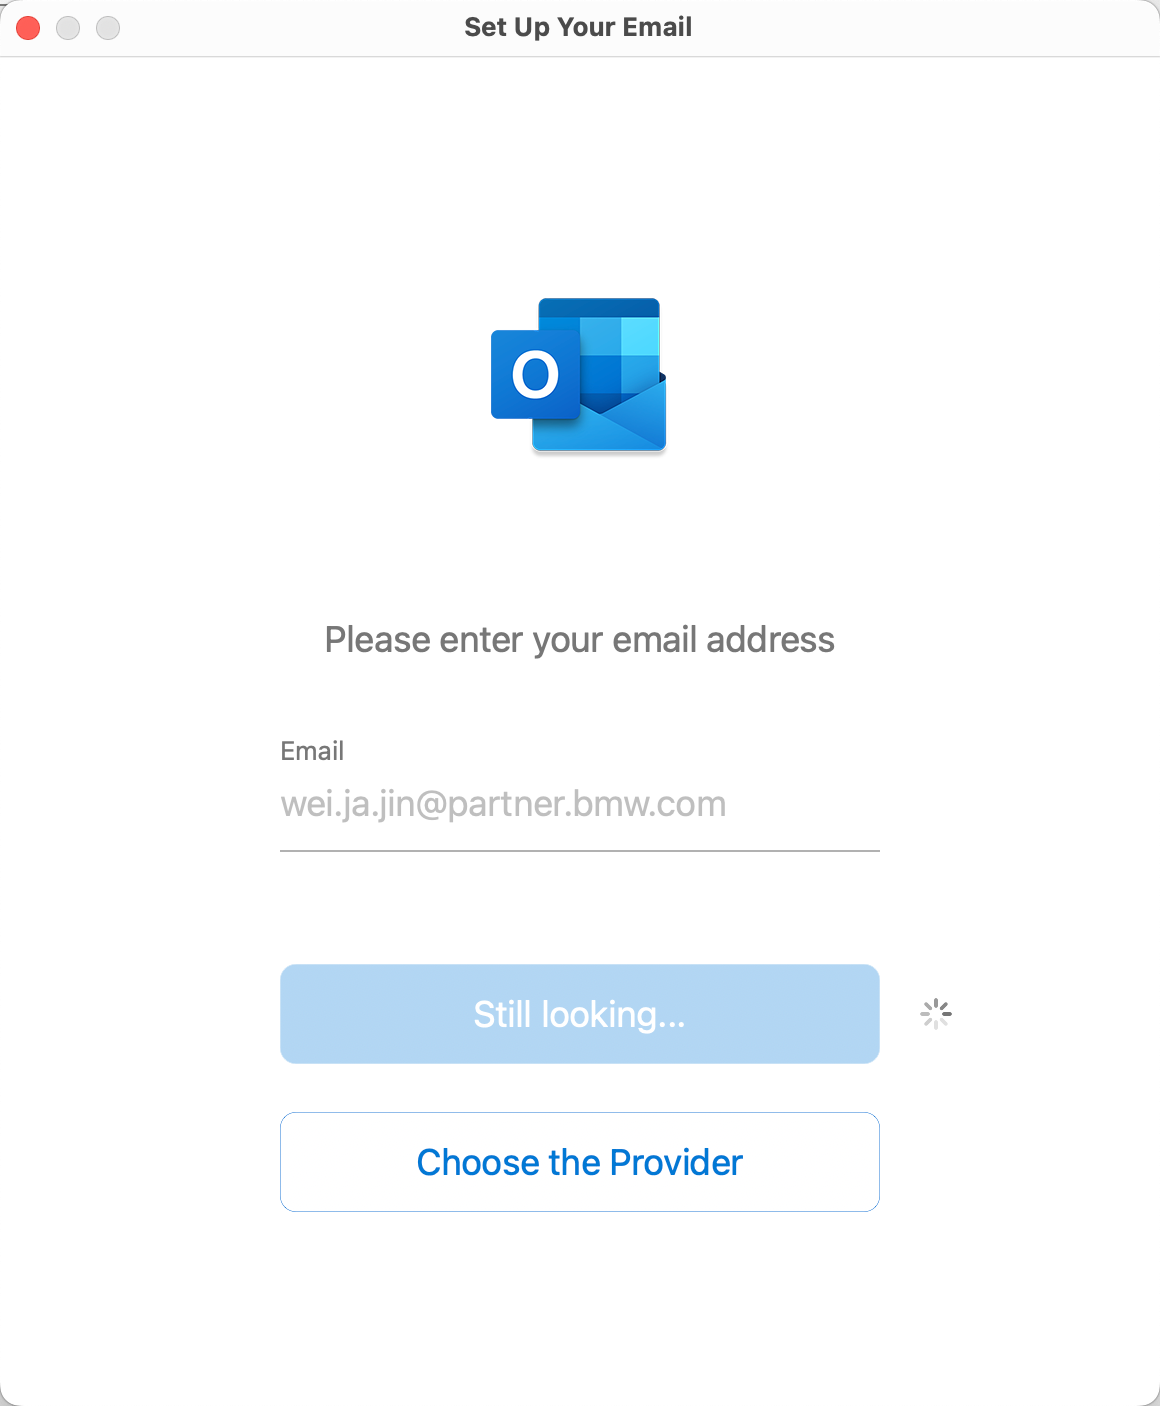 Set Up Your Email
O
Please enter your email address
Email
wei.ja.jin@partner.bmw.com
Still looking...
Choose the Provider